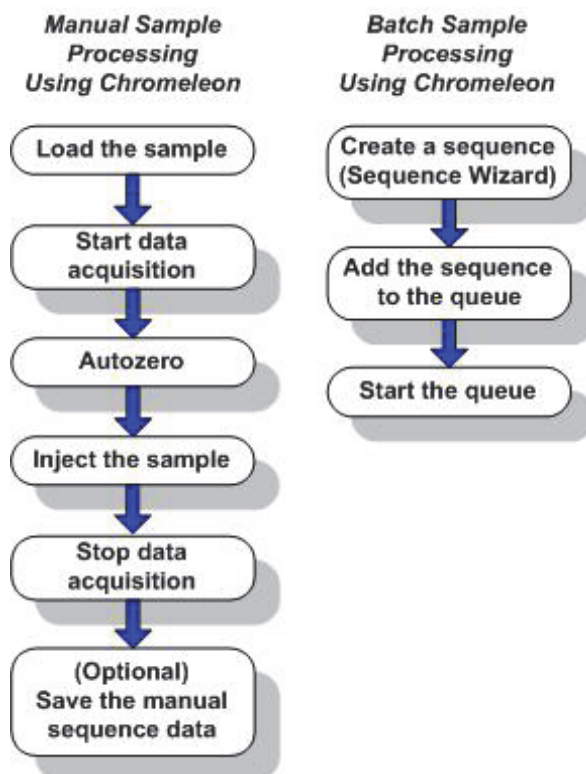 Manual Sample
Processing
Using Chromeleon
Load the sample
Start data
acquisition
Autozero
Inject the sample
Stop data
acquisition
(Optional)
Save the manual
sequence data
Batch Sample
Processing
Using Chromeleon
Create a sequence
(Sequence Wizard)
Add the sequence
to the queue
Start the queue